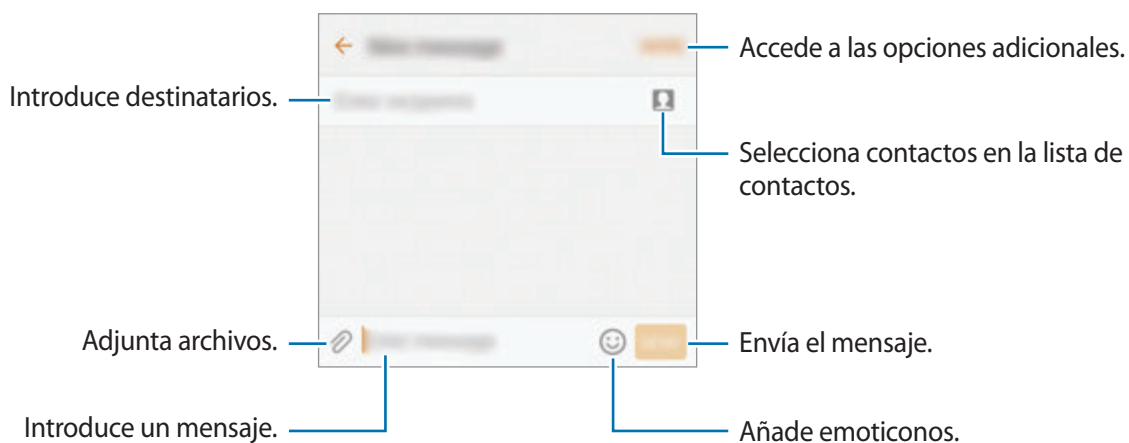 Accede a las opciones adicionales.
Introduce destinatarios.
Selecciona contactos en la lista de
contactos.
Adjunta archivos.
Envía el mensaje.
Introduce un mensaje.
Añade emoticonos.